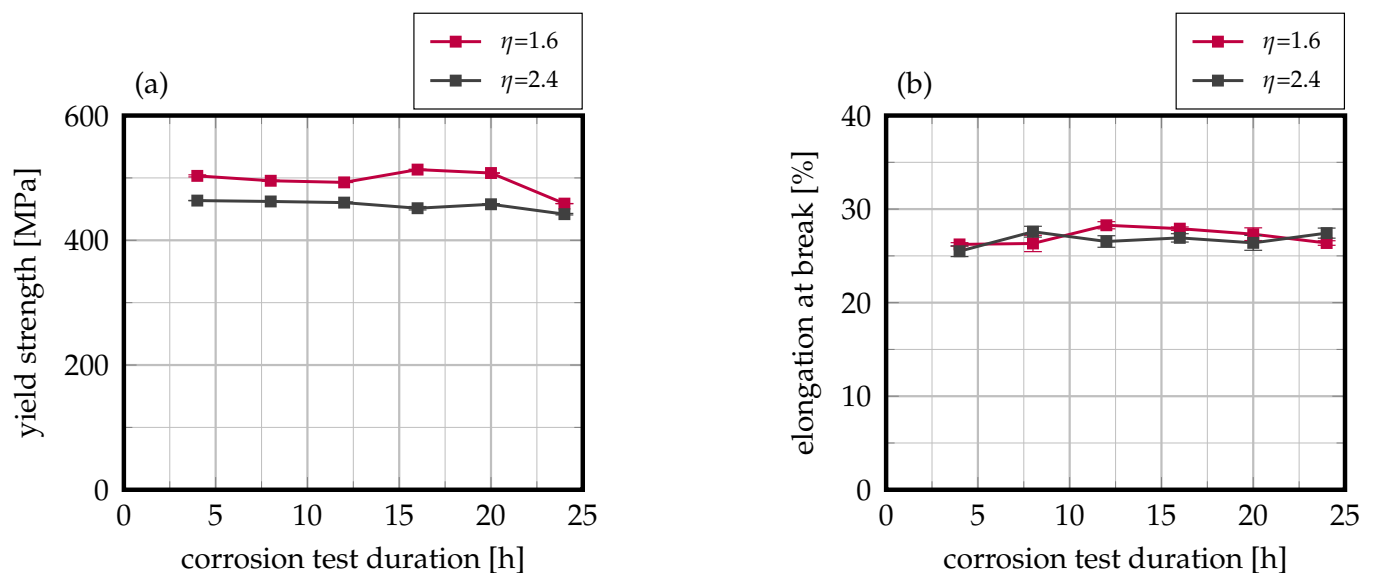 η=1.6
η=2.4
(a)
600
400
200
0
0 5 10 15 20 25
yield strength [MPa]
corrosion test duration [h]
η=1.6
η=2.4
(b)
40
30
20
10
0
0 5 10 15 20 25
elongation at break [%]
corrosion test duration [h]